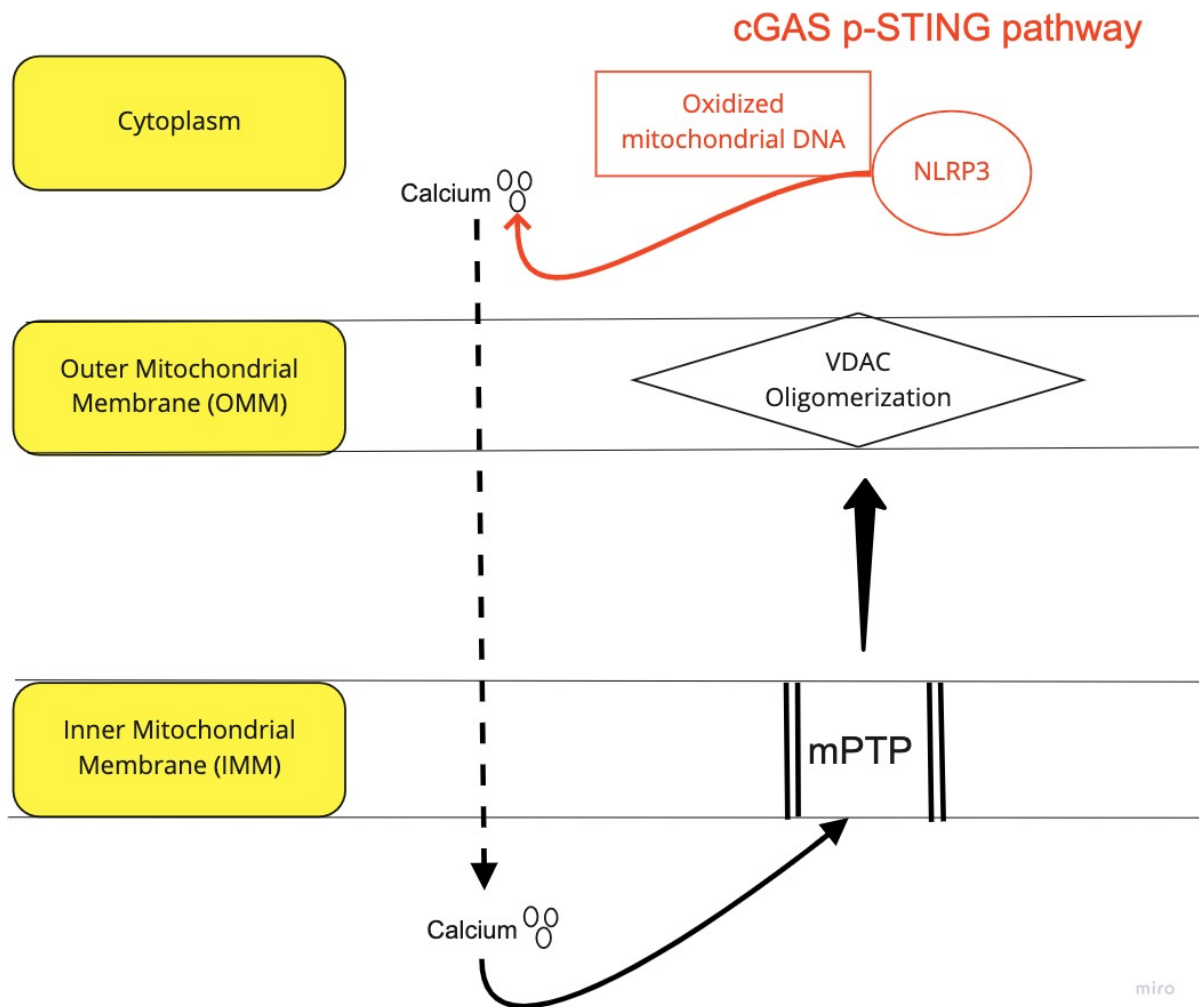 cGAS p-STING pathway
Cytoplasm
Oxidized
mitochondrial DNA
NLRP3
Calcium
Outer Mitochondrial
Membrane (OMM)
VDAC
Oligomerization
Inner Mitochondrial
Membrane (IMM)
mPTP
Calcium
miro